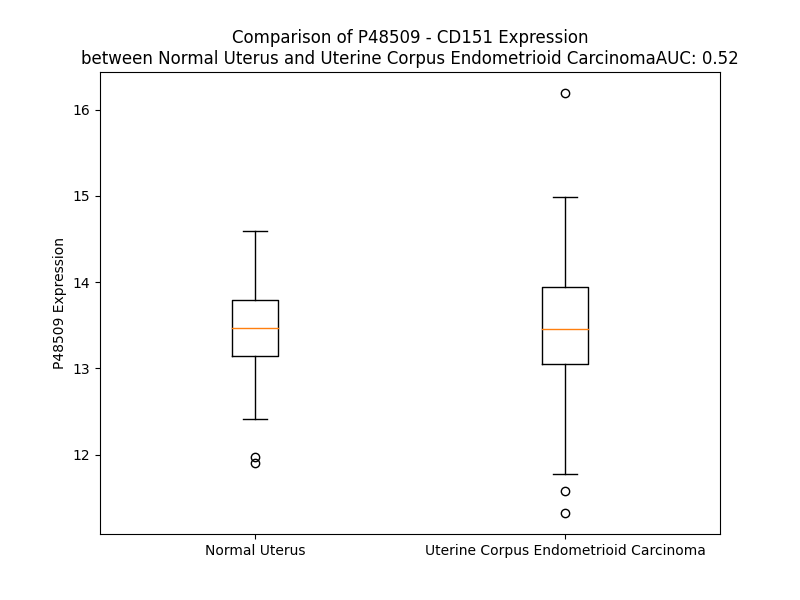 Comparison of P48509 - CD151 Expression
between Normal Uterus and Uterine Corpus Endometrioid CarcinomaAUC: 0.52
16
15
14
13
12
P48509 Expression
Normal Uterus
Uterine Corpus Endometrioid Carcinoma